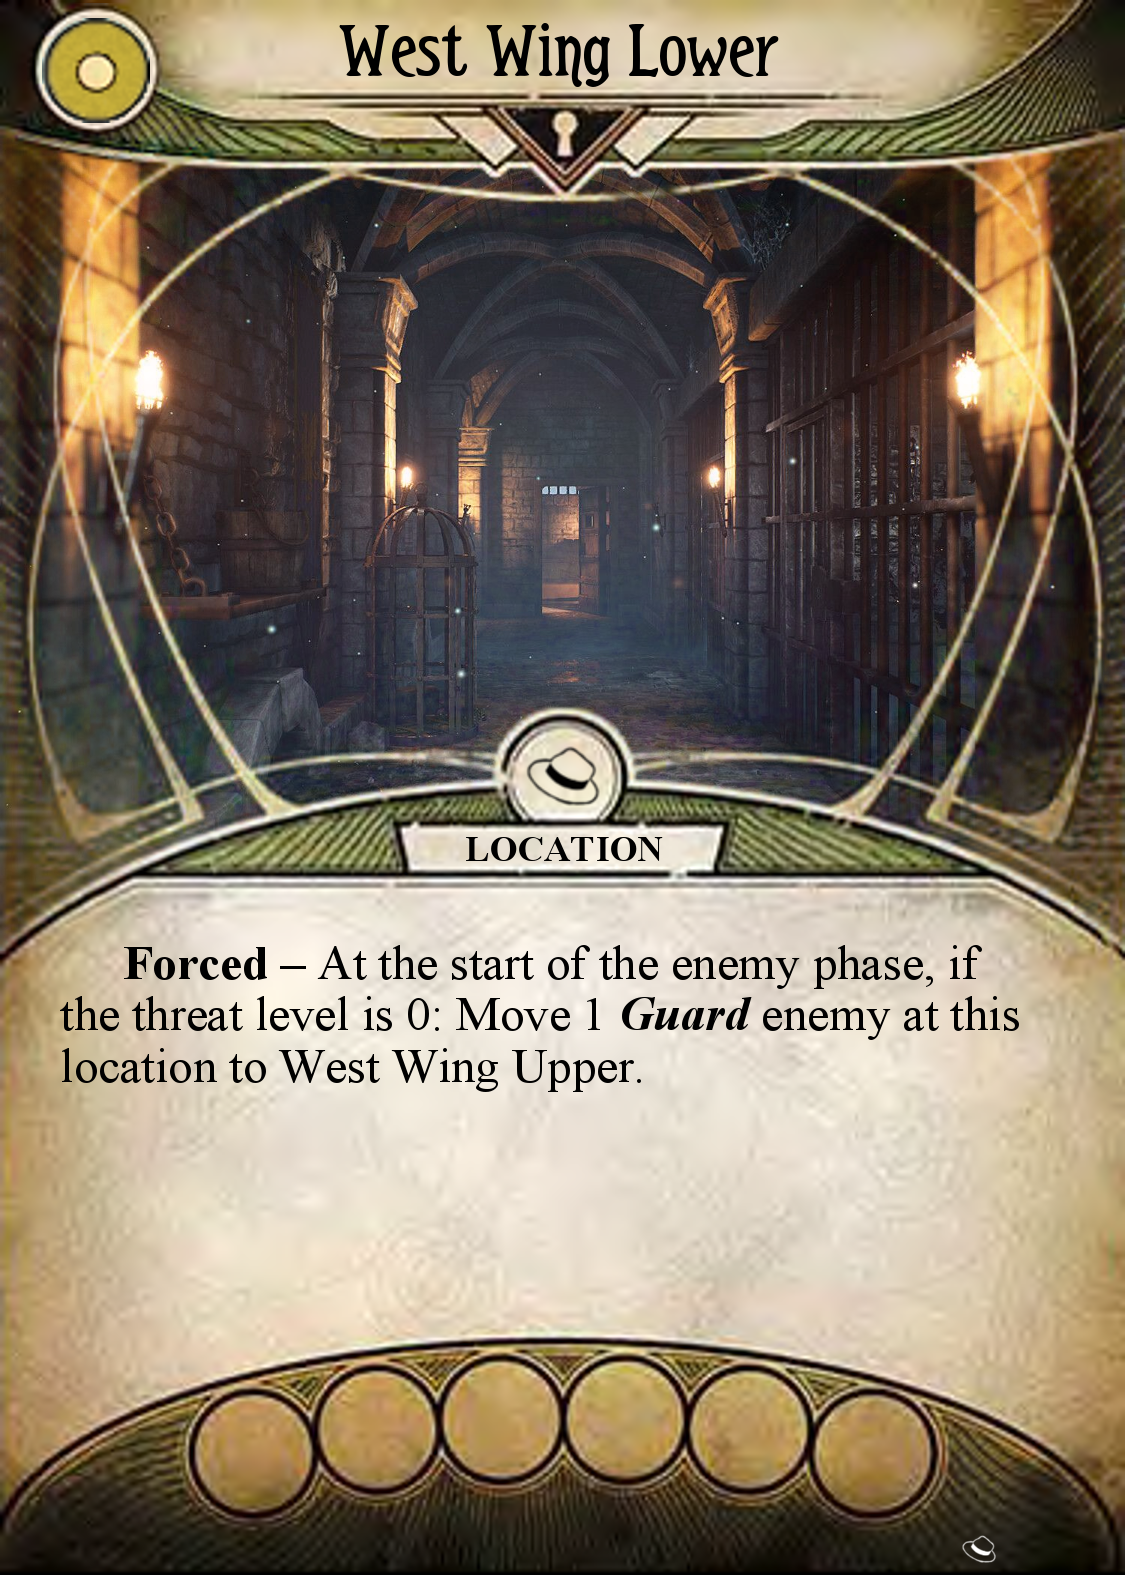 West Wing Lower
LOCATION
Forced – At the start of the enemy phase, if
the threat level is 0: Move 1 Guard enemy at this
location to West Wing Upper.